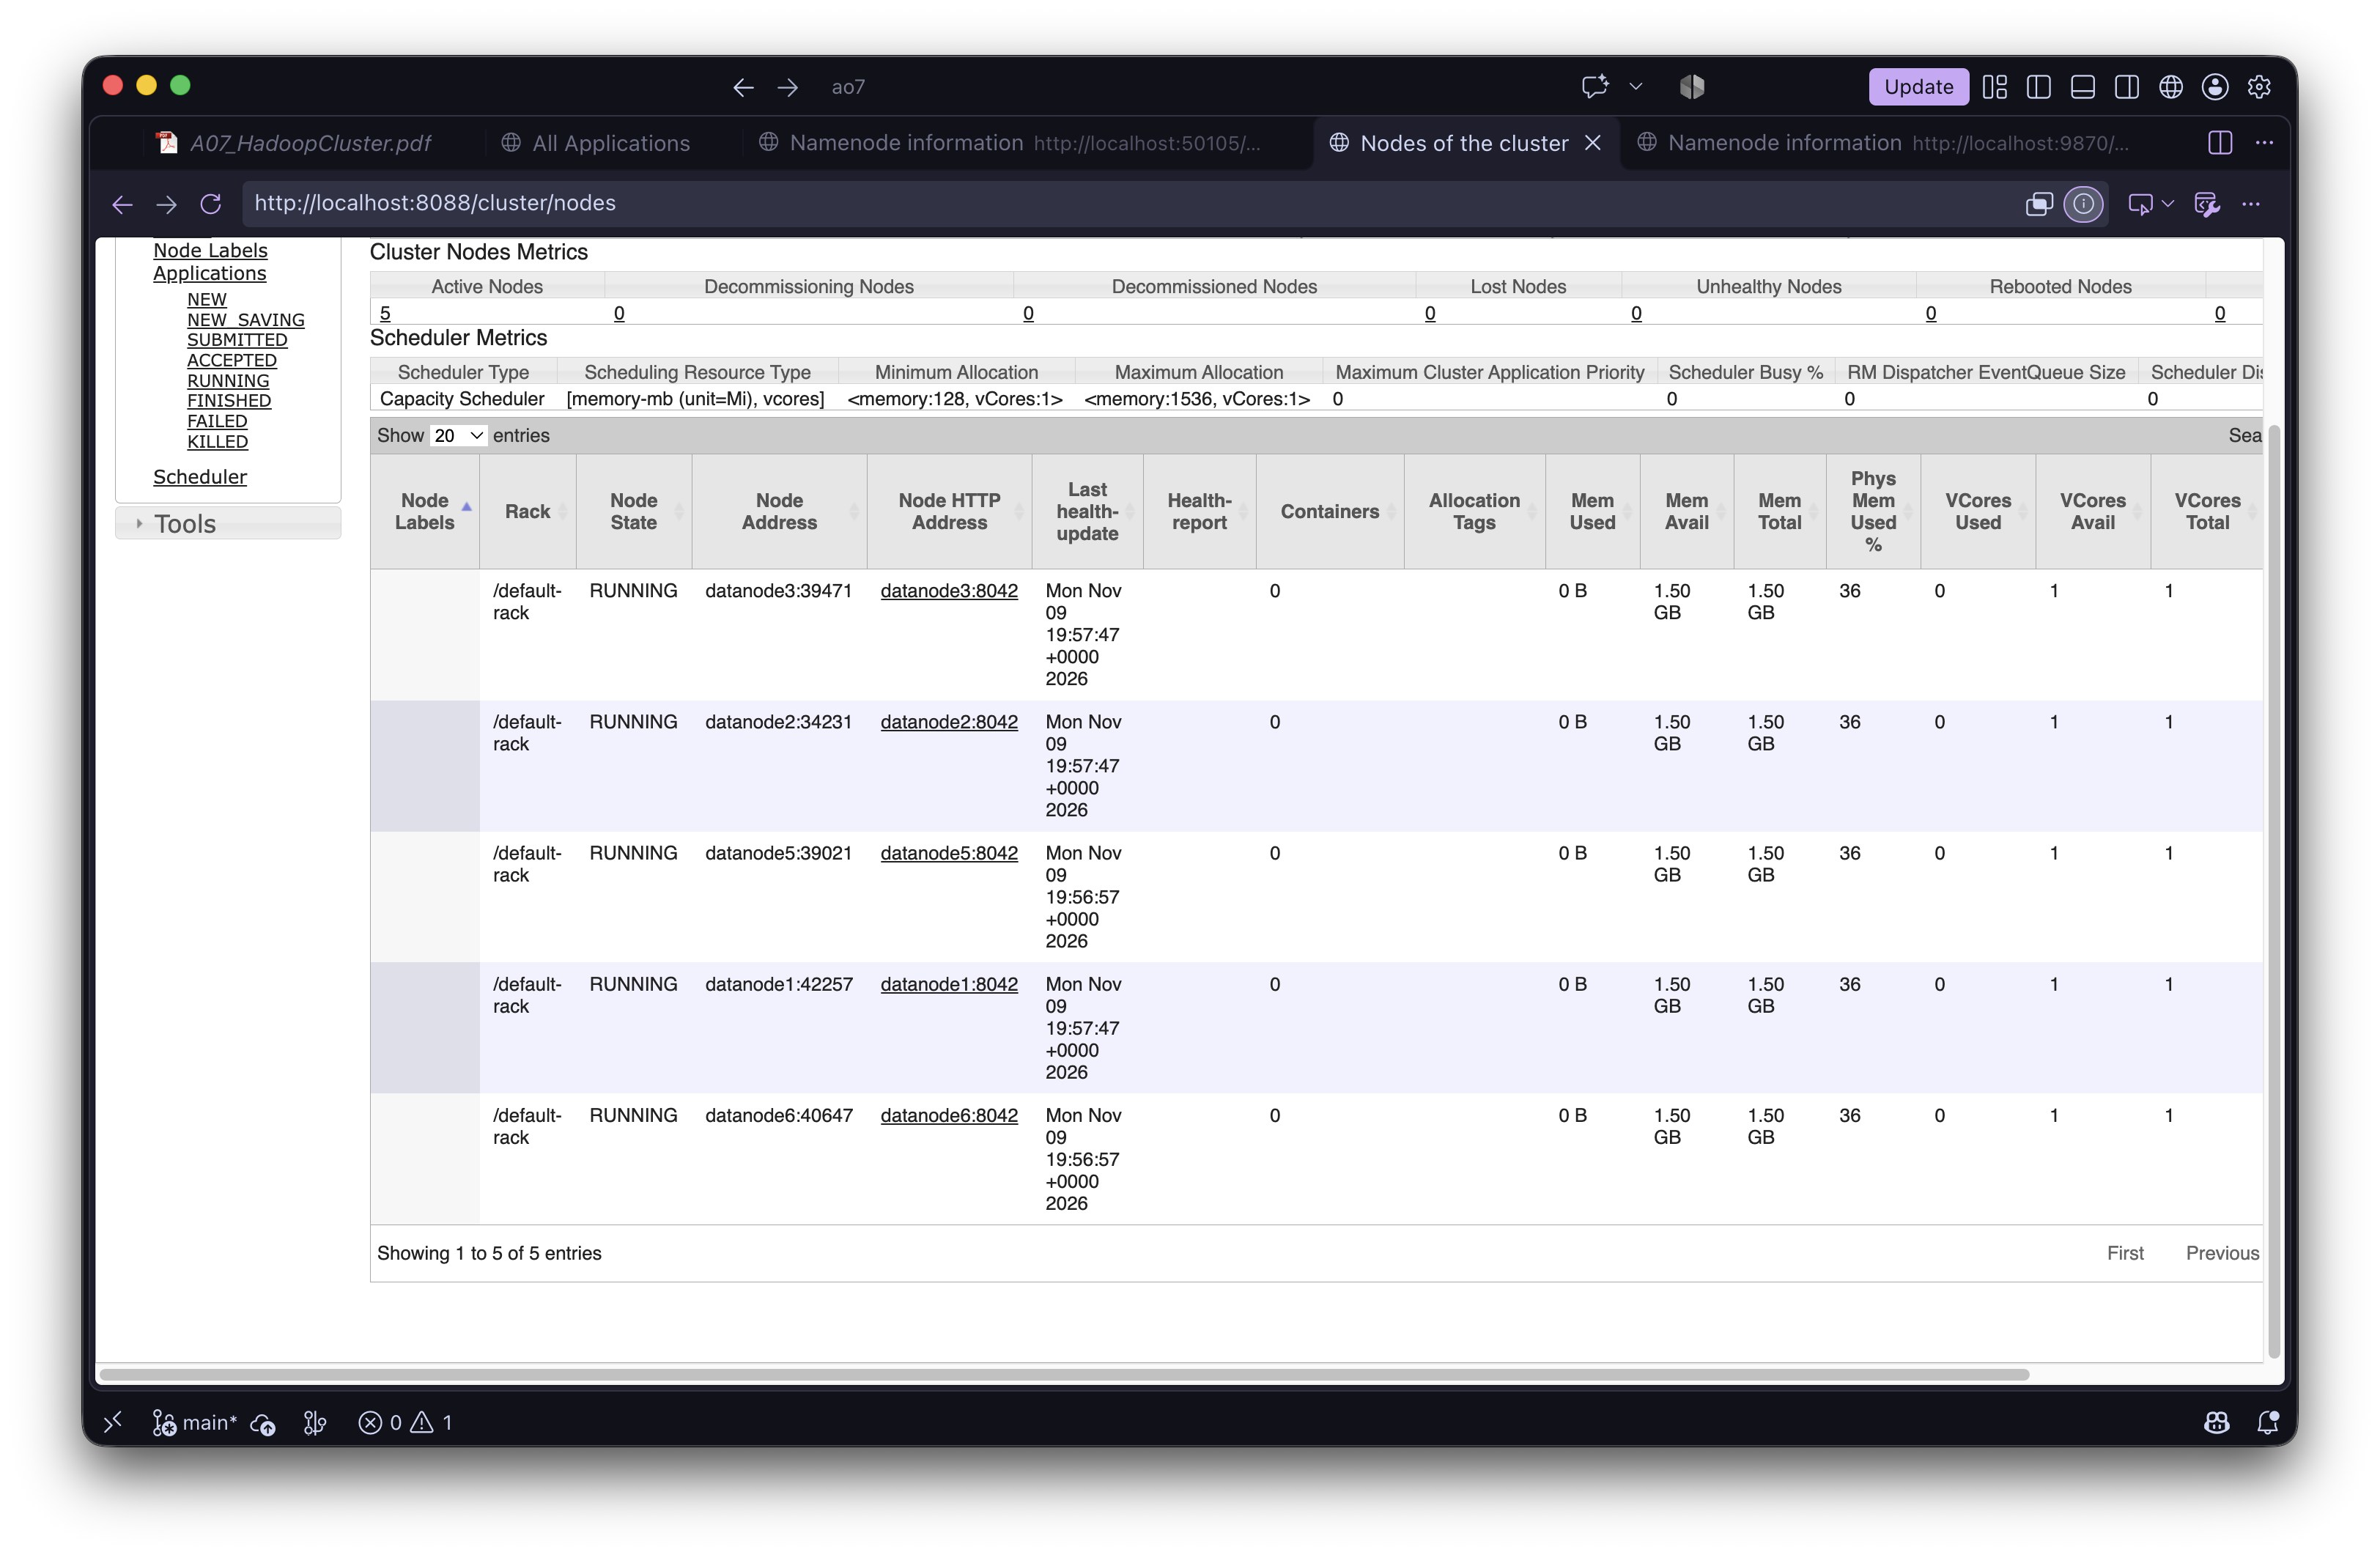 ao7
Update
A07_HadoopCluster.pdf
All Applications
Namenode information http://localhost:50105/...
Nodes of the cluster
Namenode information http://localhost:9870/...
http://localhost:8088/cluster/nodes
Node Labels
Applications
NEW
NEW_SAVING
SUBMITTED
ACCEPTED
RUNNING
FINISHED
FAILED
KILLED
Scheduler
Tools
Cluster Nodes Metrics
Active Nodes Decommissioning Nodes Decommissioned Nodes Lost Nodes Unhealthy Nodes Rebooted Nodes
5 0 0 0 0 0 0
Scheduler Metrics
Scheduler Type Scheduling Resource Type Minimum Allocation Maximum Allocation Maximum Cluster Application Priority Scheduler Busy % RM Dispatcher EventQueue Size Scheduler Dis
Capacity Scheduler [memory-mb (unit=Mi), vcores] <memory:128, vCores:1> <memory:1536, vCores:1> 0 0 0 0
Show 20 entries Sea
Node Labels Rack Node State Node Address Node HTTP Address Last health-update Health-report Containers Allocation Tags Mem Used Mem Avail Mem Total Phys Mem Used % VCores Used VCores Avail VCores Total
/default-rack RUNNING datanode3:39471 datanode3:8042 Mon Nov 09 19:57:47 +0000 2026 0 0 B 1.50 GB 1.50 GB 36 0 1 1
/default-rack RUNNING datanode2:34231 datanode2:8042 Mon Nov 09 19:57:47 +0000 2026 0 0 B 1.50 GB 1.50 GB 36 0 1 1
/default-rack RUNNING datanode5:39021 datanode5:8042 Mon Nov 09 19:56:57 +0000 2026 0 0 B 1.50 GB 1.50 GB 36 0 1 1
/default-rack RUNNING datanode1:42257 datanode1:8042 Mon Nov 09 19:57:47 +0000 2026 0 0 B 1.50 GB 1.50 GB 36 0 1 1
/default-rack RUNNING datanode6:40647 datanode6:8042 Mon Nov 09 19:56:57 +0000 2026 0 0 B 1.50 GB 1.50 GB 36 0 1 1
Showing 1 to 5 of 5 entries First Previous
main* 0 1